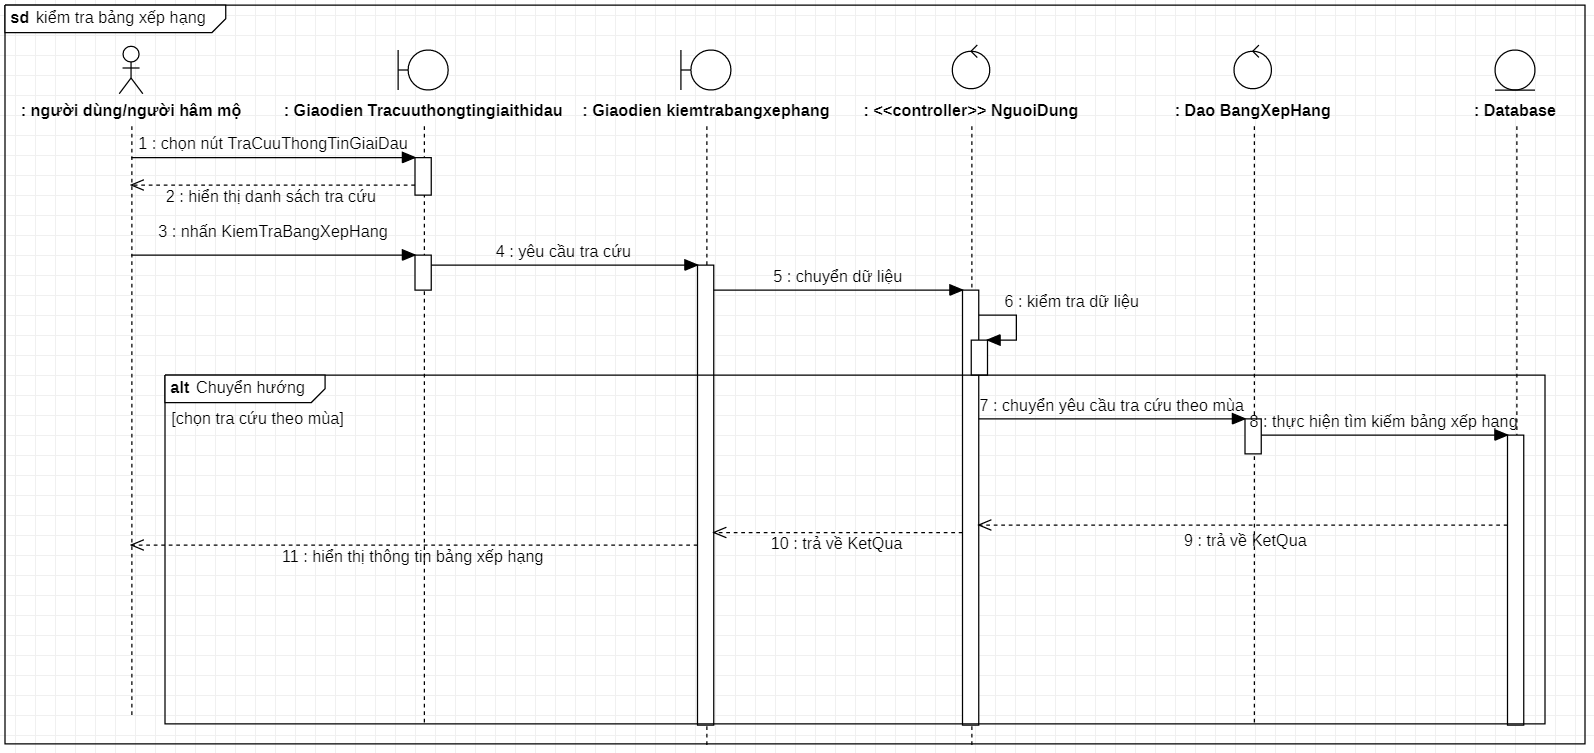 sd kiểm tra bảng xếp hạng
: người dùng/người hâm mộ
: Giaodien Tracuuthongtingiaithidau
: Giaodien kiemtrabangxephang
: <<controller>> NguoiDung
: Dao BangXepHang
: Database
1 : chọn nút TraCuuThongTinGiaiDau
2 : hiển thị danh sách tra cứu
3 : nhấn KiemTraBangXepHang
4 : yêu cầu tra cứu
5 : chuyển dữ liệu
6 : kiểm tra dữ liệu
alt Chuyển hướng
[chọn tra cứu theo mùa]
7 : chuyển yêu cầu tra cứu theo mùa
8 : thực hiện tìm kiếm bảng xếp hạng
9 : trả về KetQua
10 : trả về KetQua
11 : hiển thị thông tin bảng xếp hạng